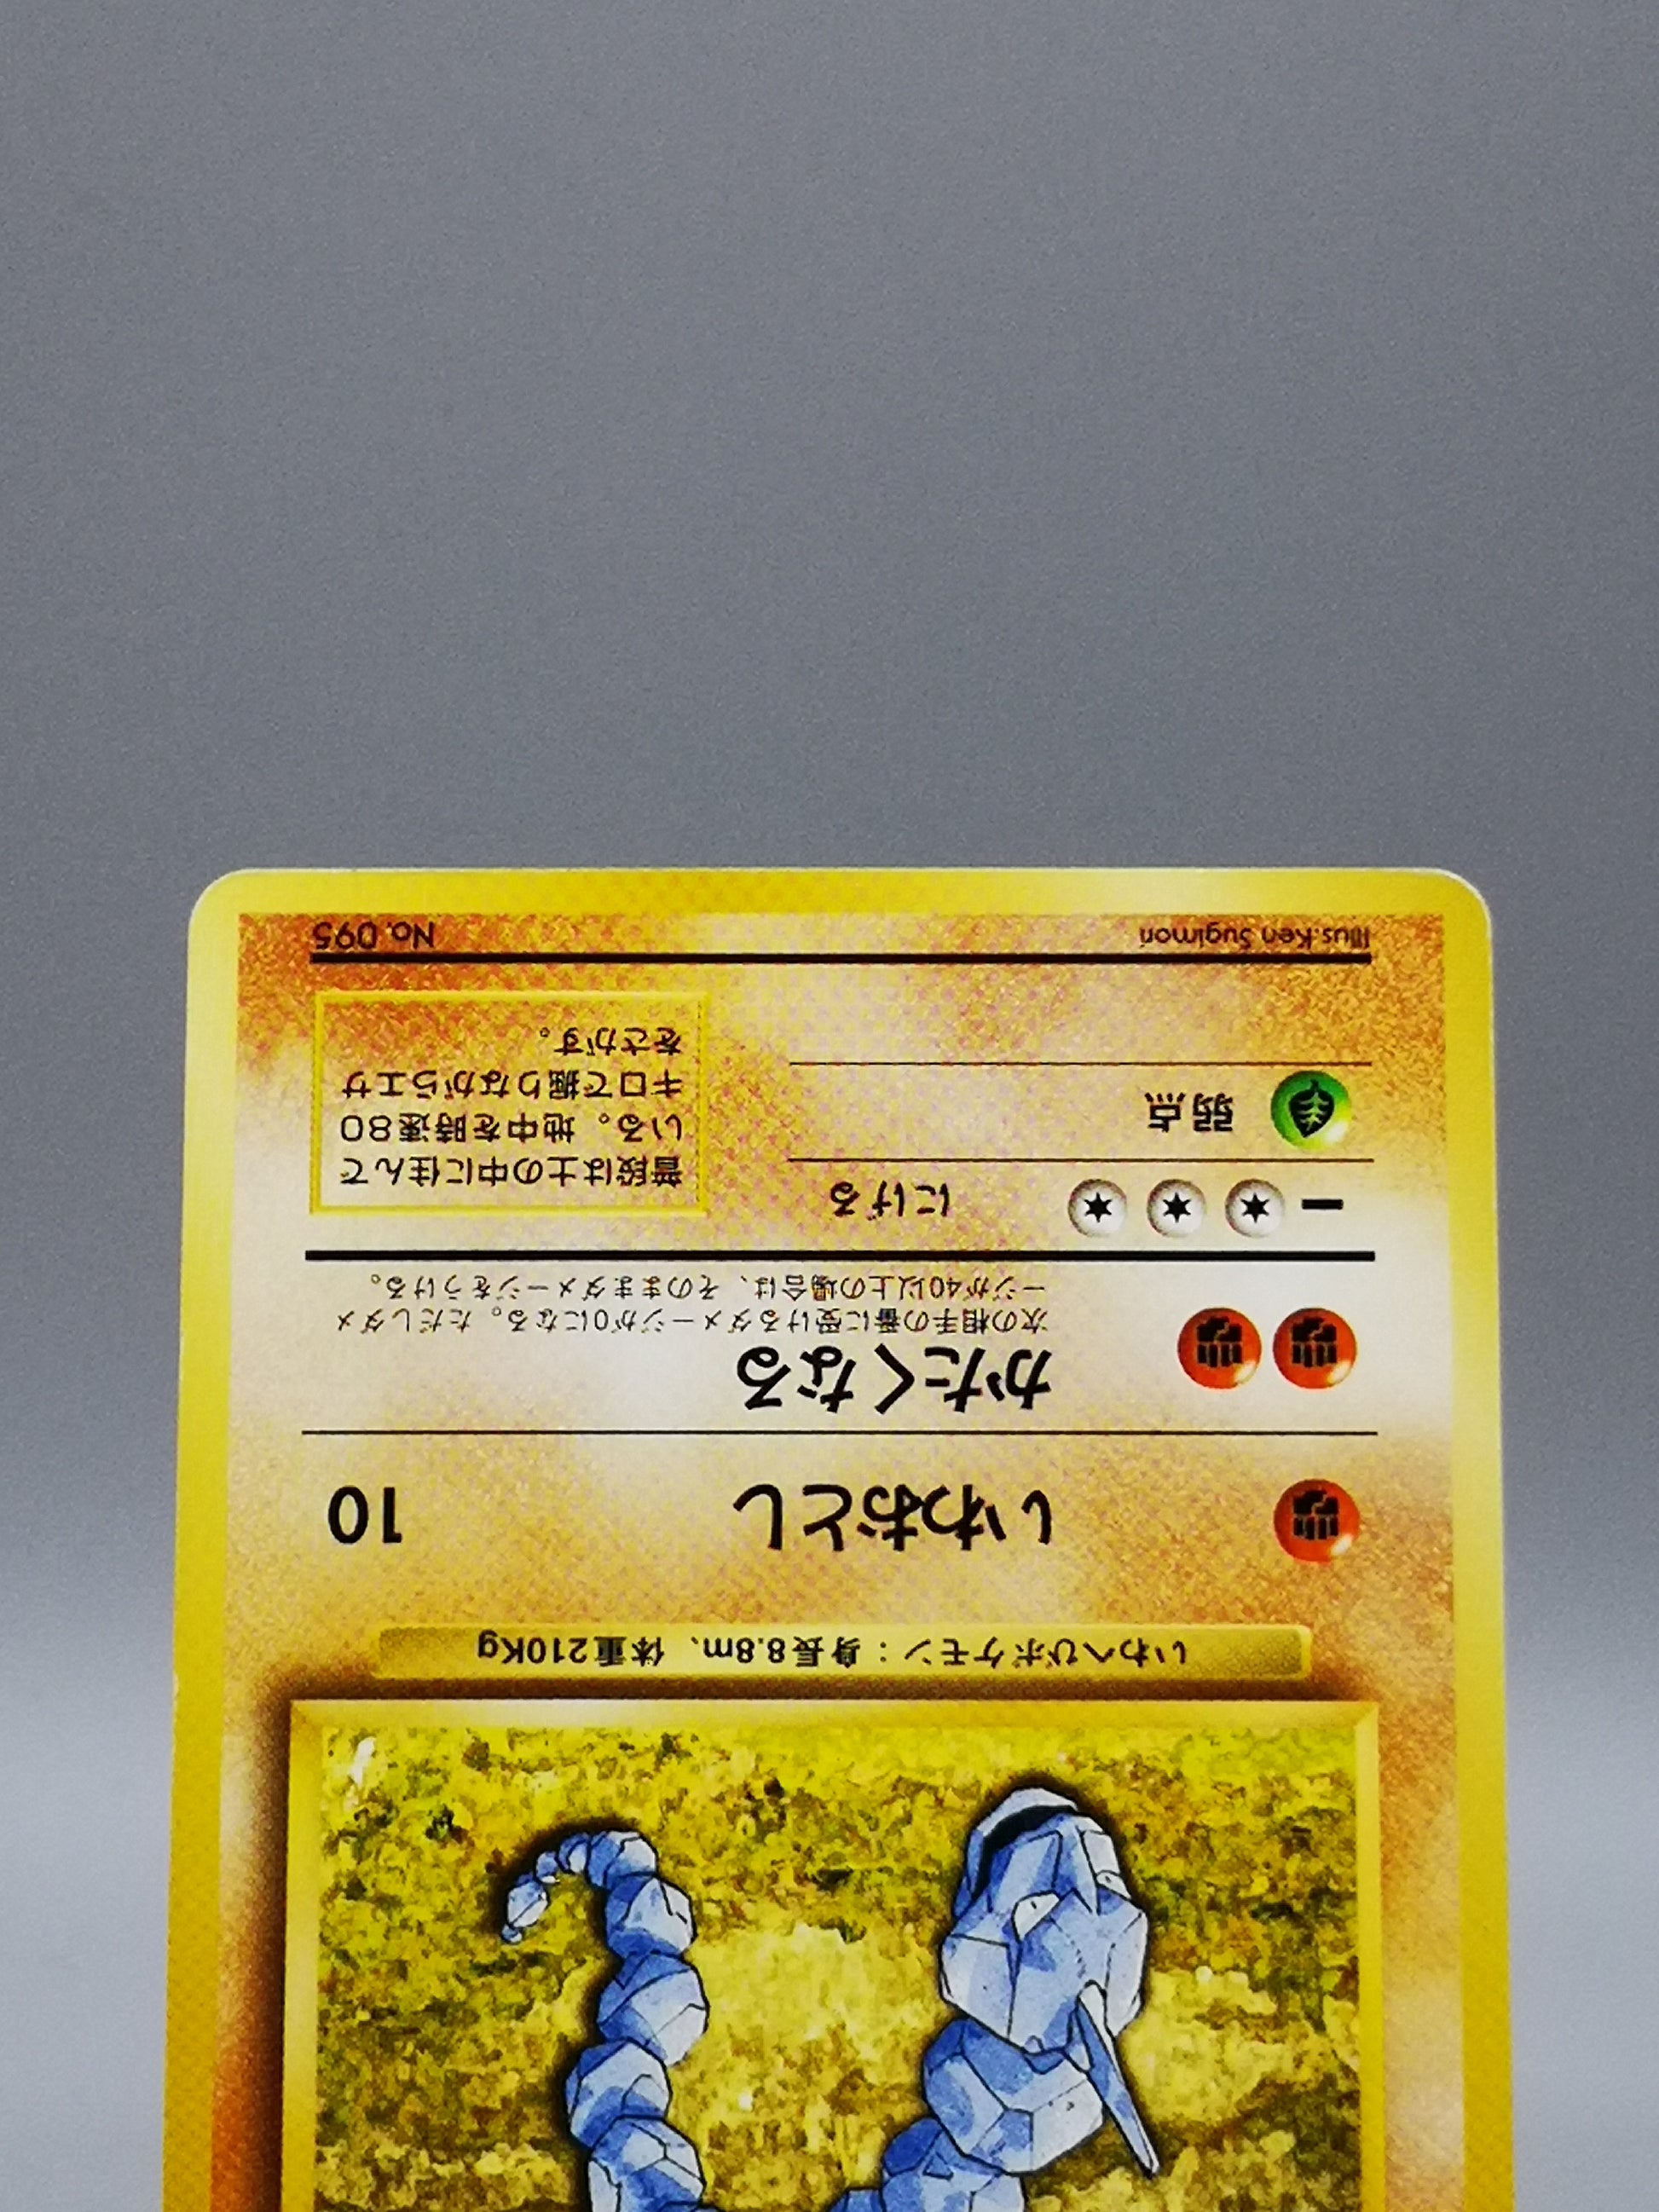 いわへびポケモン：身長8.8m、体重210Kg
いわおとし 10
かたくなる
次の相手の番に受けるダメージが0になる。ただしダメ
ージが40以上の場合は、そのままダメージをうける。
にげる
弱点
普段は土の中に住んで
いる。地中を時速80
キロで掘りながらエサ
をさがす。
Illus.Ken Sugimori
No. 095